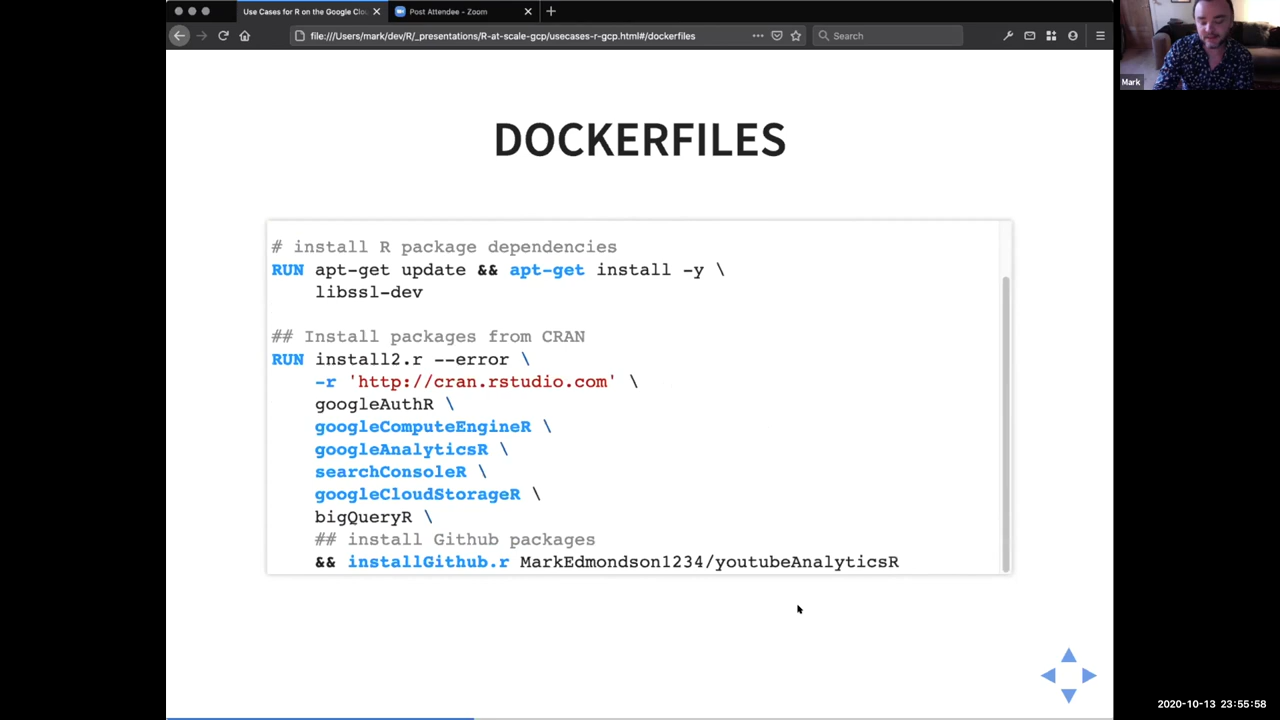 Use Cases for R on the Google Clo
Post Attendee - Zoom
file:///Users/mark/dev/R/_presentations/R-at-scale-gcp/usecases-r-gcp.html#/dockerfiles
Search
Mark
DOCKERFILES
# install R package dependencies
RUN apt-get update && apt-get install -y \
libssl-dev
## Install packages from CRAN
RUN install2.r --error \
-r 'http://cran.rstudio.com' \
googleAuthR \
googleComputeEngineR \
googleAnalyticsR \
searchConsoleR \
googleCloudStorageR \
bigQueryR \
## install Github packages
&& installGithub.r MarkEdmondson1234/youtubeAnalyticsR
2020-10-13 23:55:58